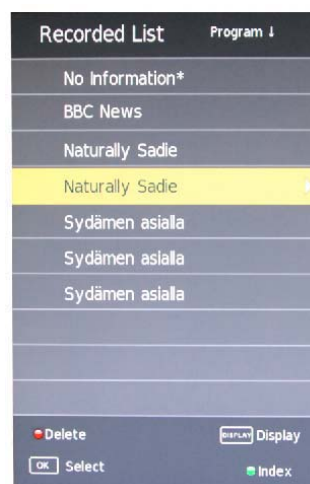 Recorded List Program ↓
No Information*
BBC News
Naturally Sadie
Naturally Sadie
Sydämen asialla
Sydämen asialla
Sydämen asialla
Delete DISPLAY Display
OK Select Index